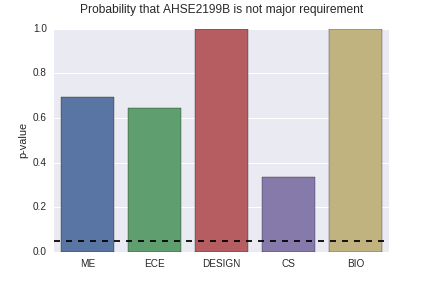 Probability that AHSE2199B is not major requirement
1.0
0.8
0.6
0.4
0.2
0.0
p-value
ME ECE DESIGN CS BIO